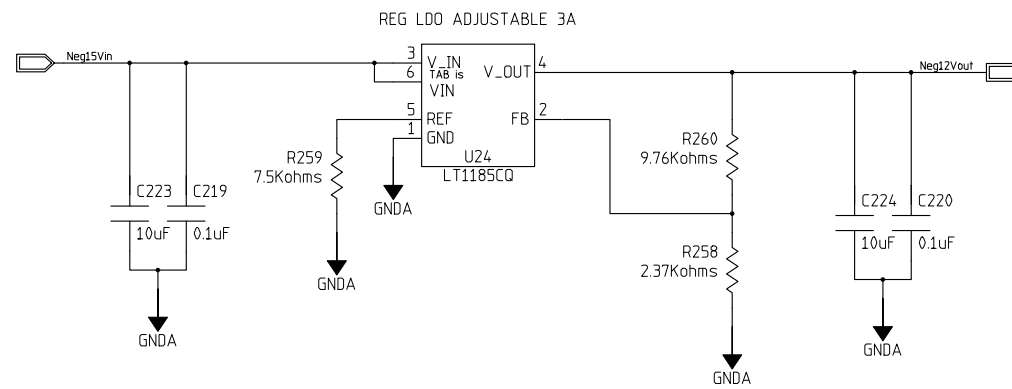 REG LDO ADJUSTABLE 3A
Neg15Vin
3
V_IN
6
TAB is
VIN
V_OUT
4
Neg12Vout
5
REF
FB
2
1
GND
U24
LT1185CQ
R259
7.5Kohms
GNDA
GNDA
R260
9.76Kohms
C223
10uF
C219
0.1uF
GNDA
R258
2.37Kohms
GNDA
C224
10uF
C220
0.1uF
GNDA